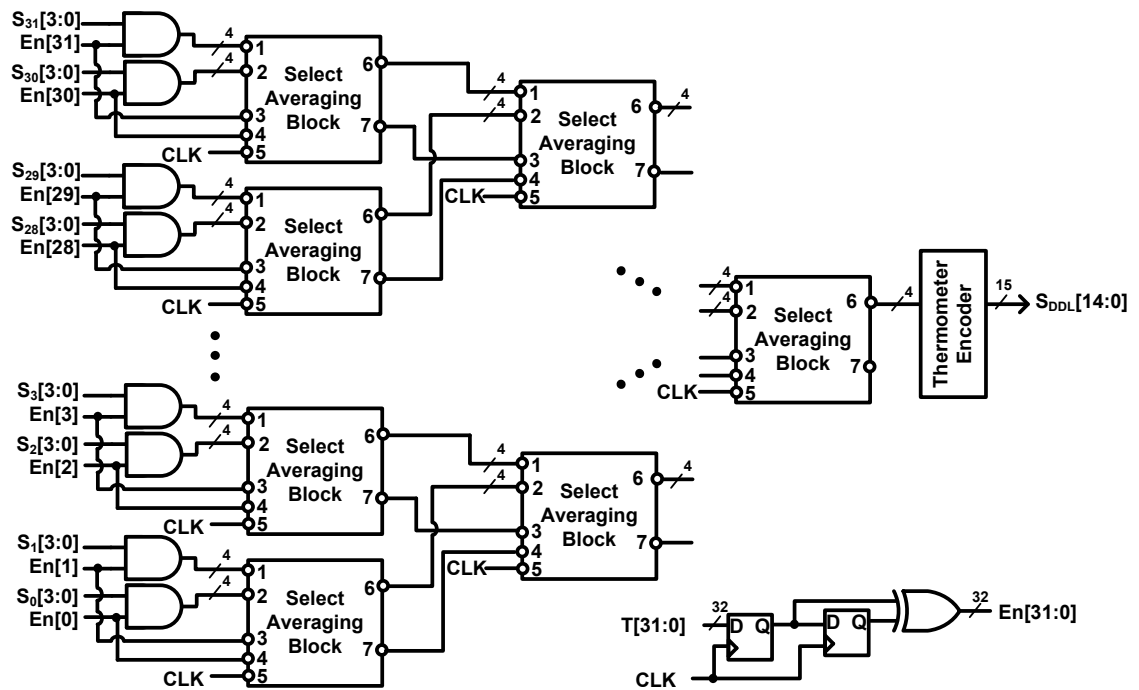 S31[3:0]
En[31]
S30[3:0]
En[30]
CLK
4
4
1
2
3
4
5
6
7
Select
Averaging
Block
S29[3:0]
En[29]
S28[3:0]
En[28]
CLK
4
4
1
2
3
4
5
6
7
Select
Averaging
Block
4
4
CLK
1
2
3
4
5
6
7
Select
Averaging
Block
4
S3[3:0]
En[3]
S2[3:0]
En[2]
CLK
4
4
1
2
3
4
5
6
7
Select
Averaging
Block
S1[3:0]
En[1]
S0[3:0]
En[0]
CLK
4
4
1
2
3
4
5
6
7
Select
Averaging
Block
4
4
CLK
1
2
3
4
5
6
7
Select
Averaging
Block
4
4
4
CLK
1
2
3
4
5
6
7
Select
Averaging
Block
4
Thermometer
Encoder
15
SDDL[14:0]
T[31:0]
32
D Q
D Q
32
En[31:0]
CLK